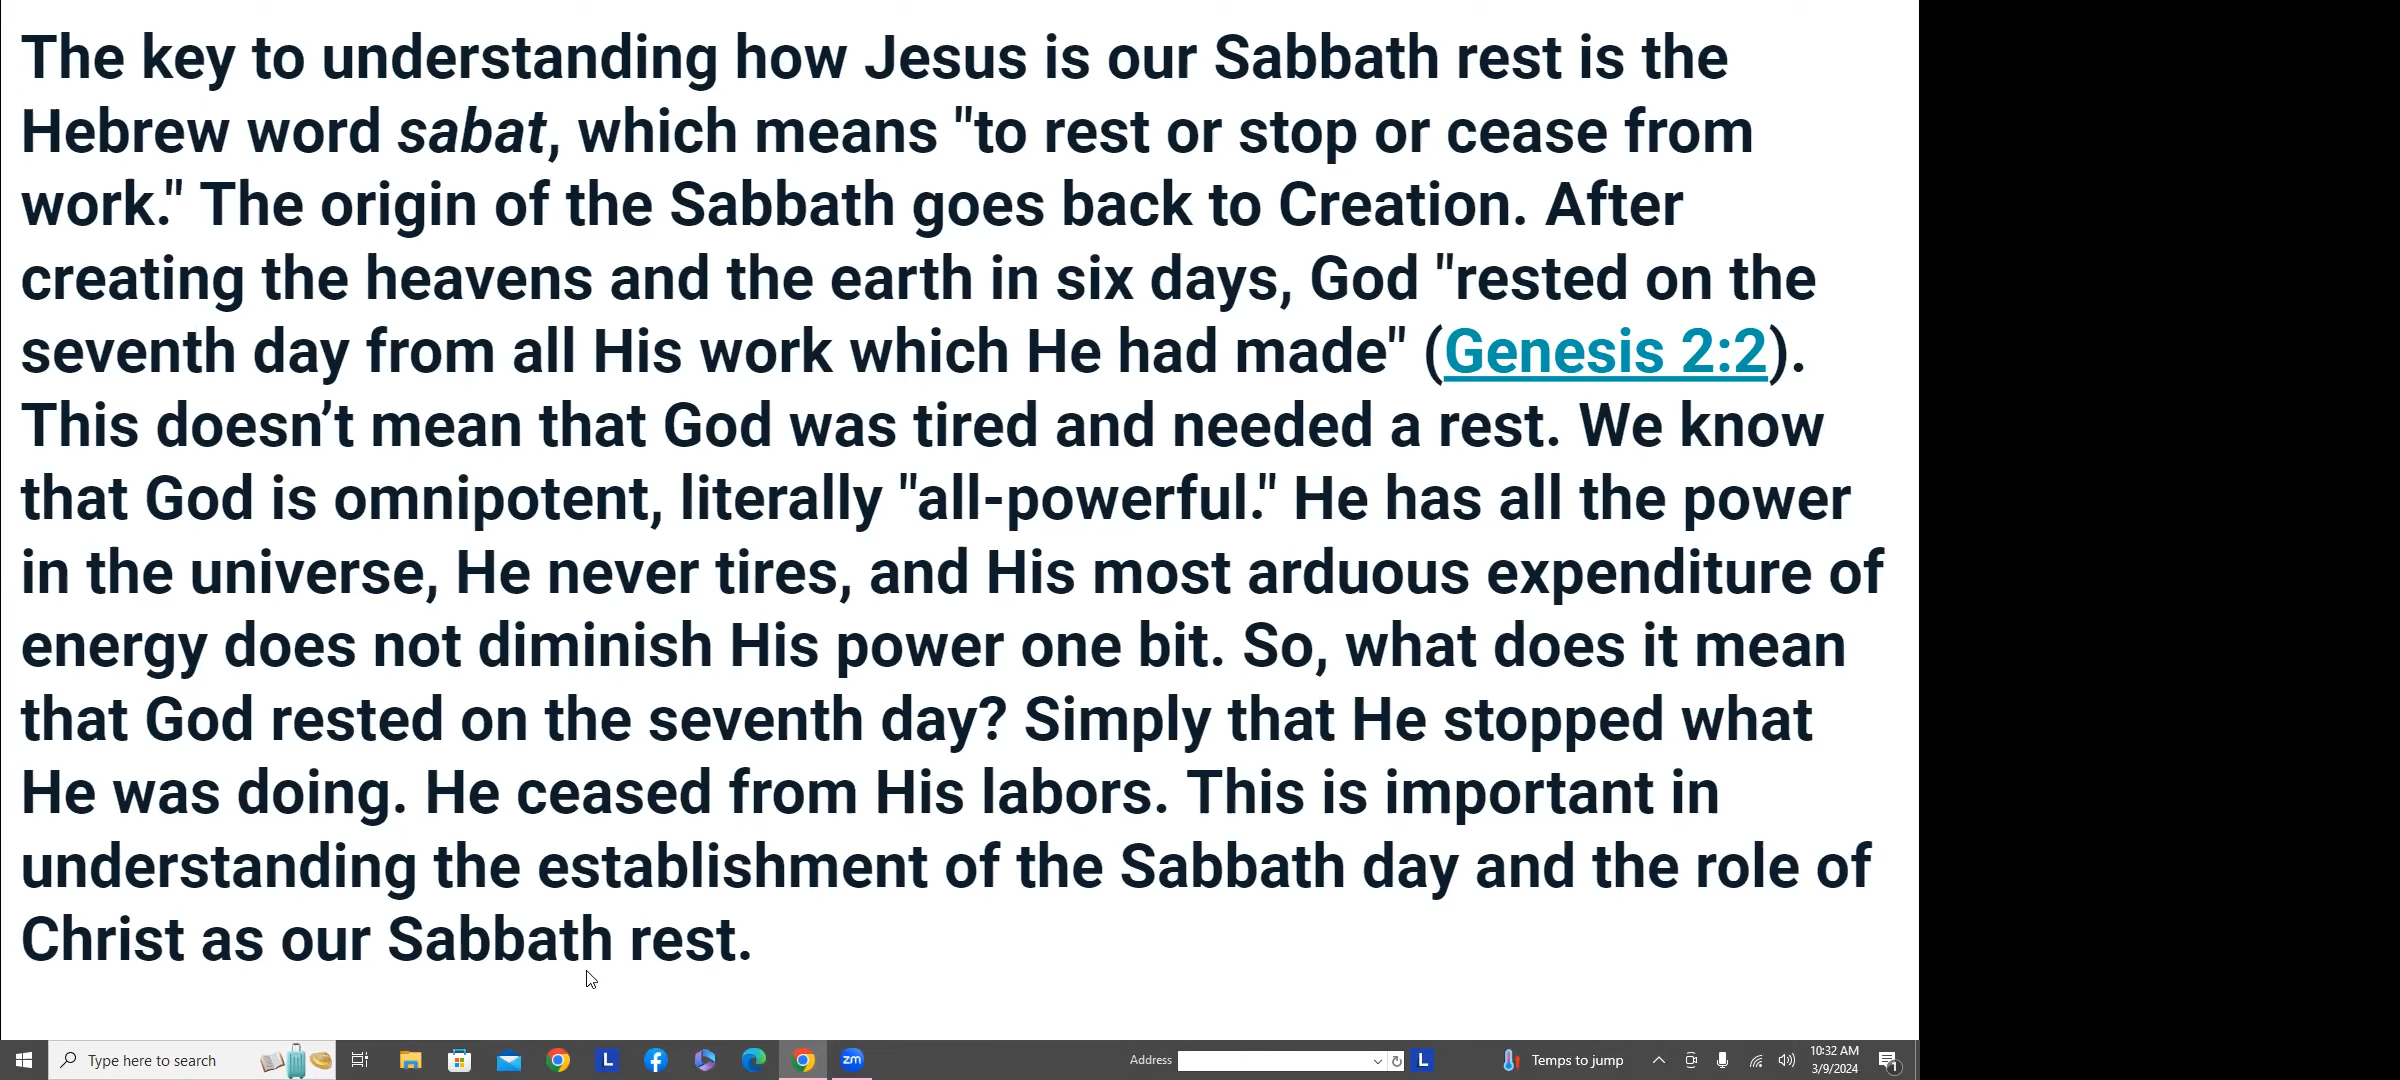 The key to understanding how Jesus is our Sabbath rest is the
Hebrew word sabat, which means "to rest or stop or cease from
work." The origin of the Sabbath goes back to Creation. After
creating the heavens and the earth in six days, God "rested on the
seventh day from all His work which He had made" (Genesis 2:2).
This doesn’t mean that God was tired and needed a rest. We know
that God is omnipotent, literally "all-powerful." He has all the power
in the universe, He never tires, and His most arduous expenditure of
energy does not diminish His power one bit. So, what does it mean
that God rested on the seventh day? Simply that He stopped what
He was doing. He ceased from His labors. This is important in
understanding the establishment of the Sabbath day and the role of
Christ as our Sabbath rest.
Type here to search
L
zm
Address
L
Temps to jump
10:32 AM
3/9/2024
1